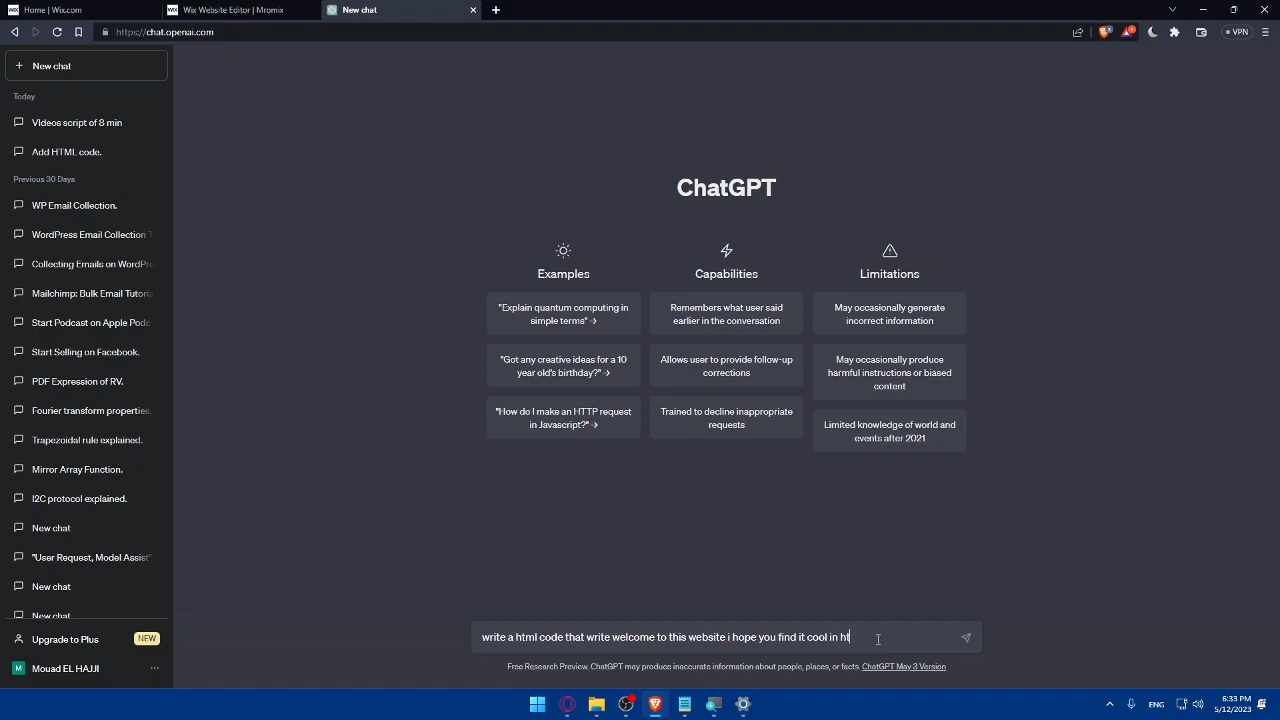 Home | Wix.com
Wix Website Editor | Mromix
New chat
https://chat.openai.com
VPN
New chat
Today
VIdeos script of 8 min
Add HTML code.
Previous 30 Days
WP Email Collection.
WordPress Email Collection T
Collecting Emails on WordPre
Mailchimp: Bulk Email Tutoria
Start Podcast on Apple Podc
Start Selling on Facebook.
PDF Expression of RV.
Fourier transform properties.
Trapezoidal rule explained.
Mirror Array Function.
I2C protocol explained.
New chat
"User Request, Model Assist"
New chat
New chat
Upgrade to Plus
NEW
M
Mouad EL HAJJI
ChatGPT
Examples
"Explain quantum computing in
simple terms" →
"Got any creative ideas for a 10
year old's birthday?" →
"How do I make an HTTP request
in Javascript?" →
Capabilities
Remembers what user said
earlier in the conversation
Allows user to provide follow-up
corrections
Trained to decline inappropriate
requests
Limitations
May occasionally generate
incorrect information
May occasionally produce
harmful instructions or biased
content
Limited knowledge of world and
events after 2021
write a html code that write welcome to this website i hope you find it cool in ht
Free Research Preview. ChatGPT may produce inaccurate information about people, places, or facts. ChatGPT May 3 Version
ENG
6:33 PM
5/12/2023